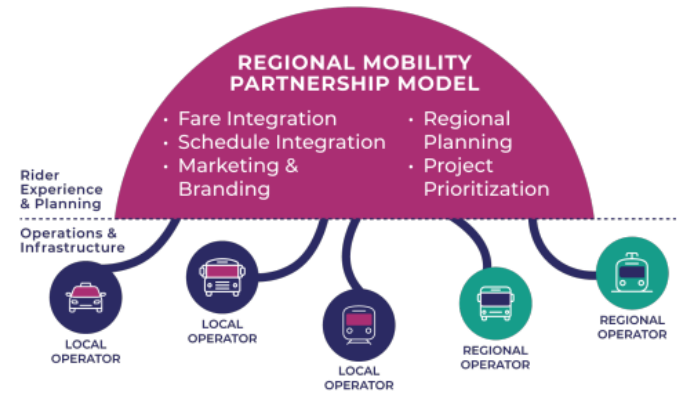 REGIONAL MOBILITY
PARTNERSHIP MODEL
• Fare Integration
• Schedule Integration
• Marketing &
Branding
• Regional
Planning
• Project
Prioritization
Rider
Experience
& Planning
Operations &
Infrastructure
LOCAL
OPERATOR
LOCAL
OPERATOR
LOCAL
OPERATOR
REGIONAL
OPERATOR
REGIONAL
OPERATOR